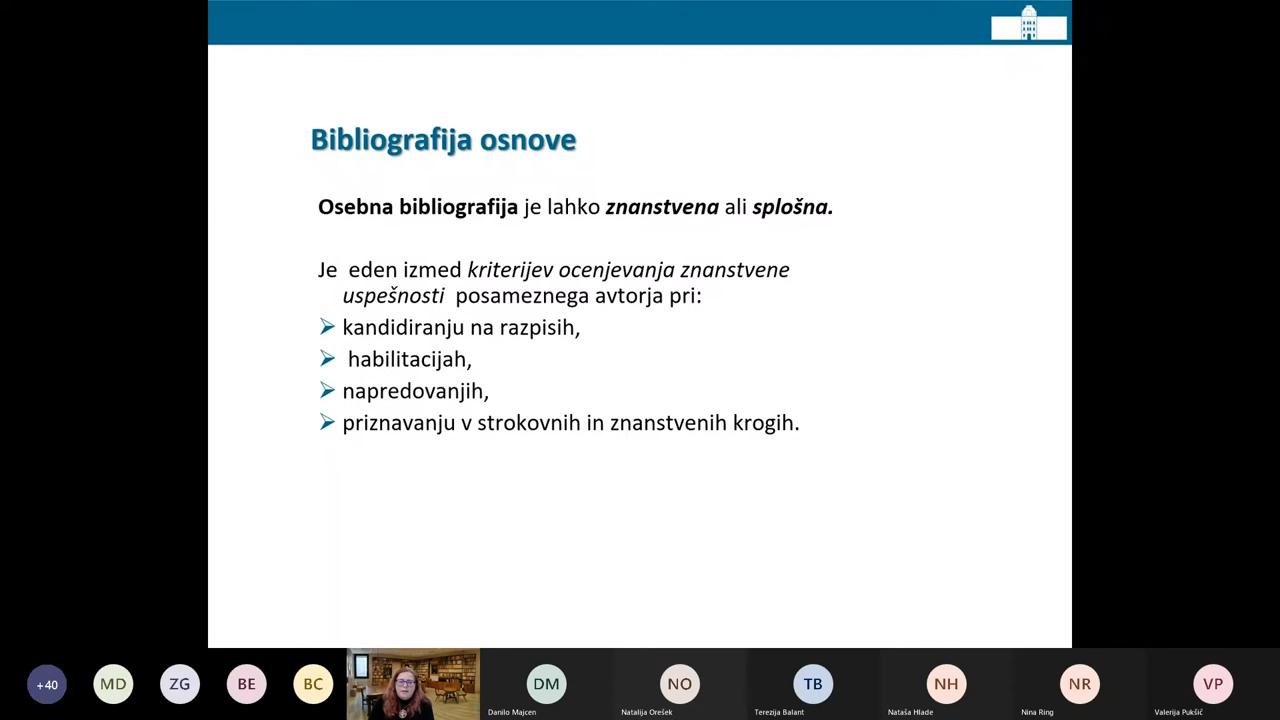 Bibliografija osnove
Osebna bibliografija je lahko znanstvena ali splošna.
Je eden izmed kriterijev ocenjevanja znanstvene
uspešnosti posameznega avtorja pri:
kandidiranju na razpisih,
habilitacijah,
napredovanjih,
priznavanju v strokovnih in znanstvenih krogih.
+40 MD ZG BE BC DM NO TB NH NR VP
Danilo Majcen Natalija Orešek Terezija Balant Nataša Hlade Nina Ring Valerija Pukšič